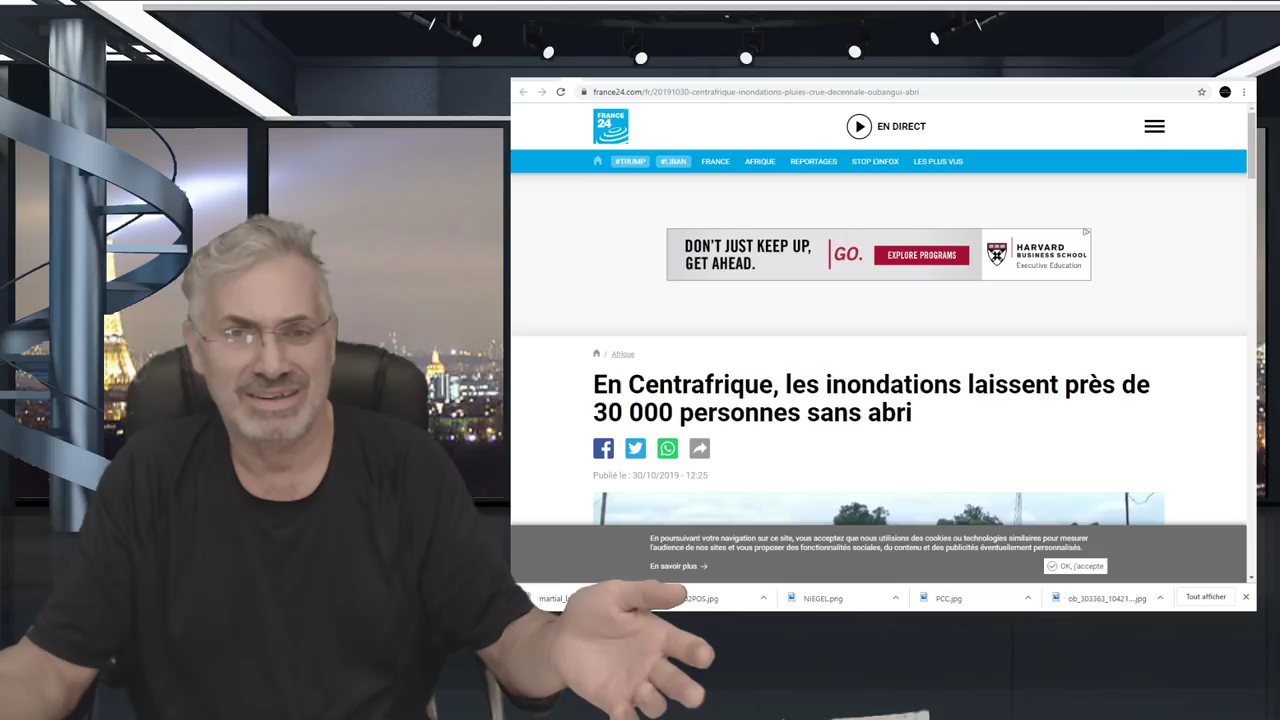 france24.com/fr/20191030-centrafrique-inondations-pluies-crue-decennale-oubangui-abri
FRANCE 24
EN DIRECT
#TRUMP #LIBAN FRANCE AFRIQUE REPORTAGES STOP L'INFOX LES PLUS VUS
DON'T JUST KEEP UP,
GET AHEAD.
GO.
EXPLORE PROGRAMS
HARVARD
BUSINESS SCHOOL
Executive Education
/ Afrique
En Centrafrique, les inondations laissent près de
30 000 personnes sans abri
Publié le : 30/10/2019 - 12:25
En poursuivant votre navigation sur ce site, vous acceptez que nous utilisions des cookies ou technologies similaires pour mesurer
l'audience de nos sites et vous proposer des fonctionnalités sociales, du contenu et des publicités éventuellement personnalisés.
En savoir plus →
OK, j'accepte
NIEGEL.png
PCC.jpg
ob_303363_10421...jpg
Tout afficher